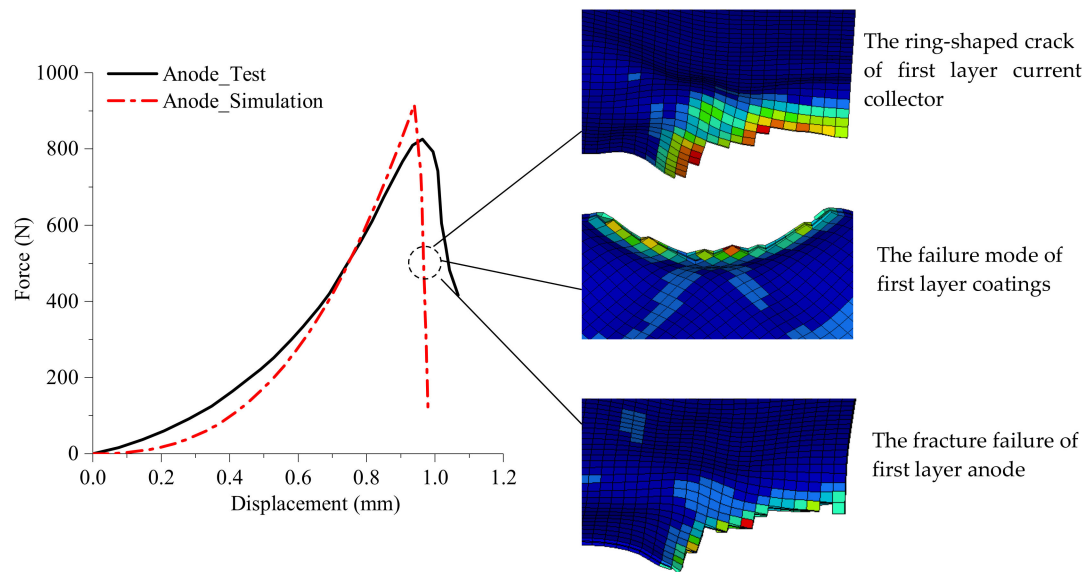 Anode_Test
Anode_Simulation
1000
800
600
400
200
0
Force (N)
0.0
0.2
0.4
0.6
0.8
1.0
1.2
Displacement (mm)
The ring-shaped crack
of first layer current
collector
The failure mode of
first layer coatings
The fracture failure of
first layer anode